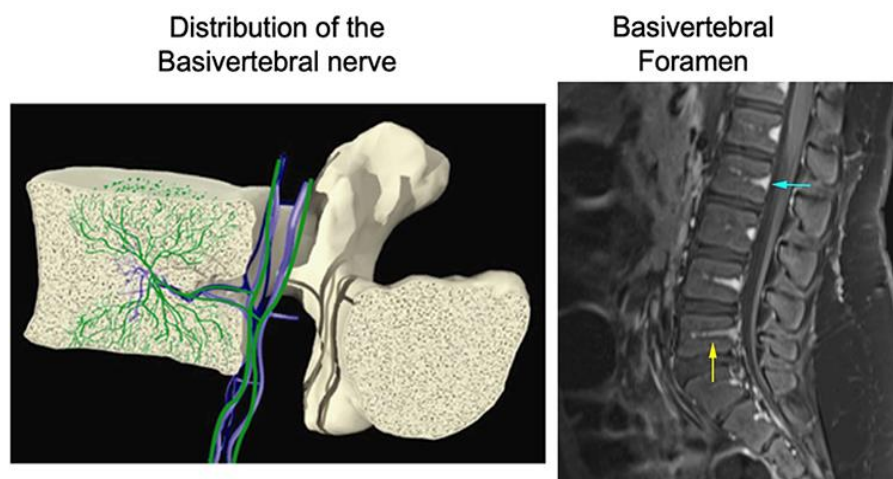 Distribution of the
Basivertebral nerve
Basivertebral
Foramen